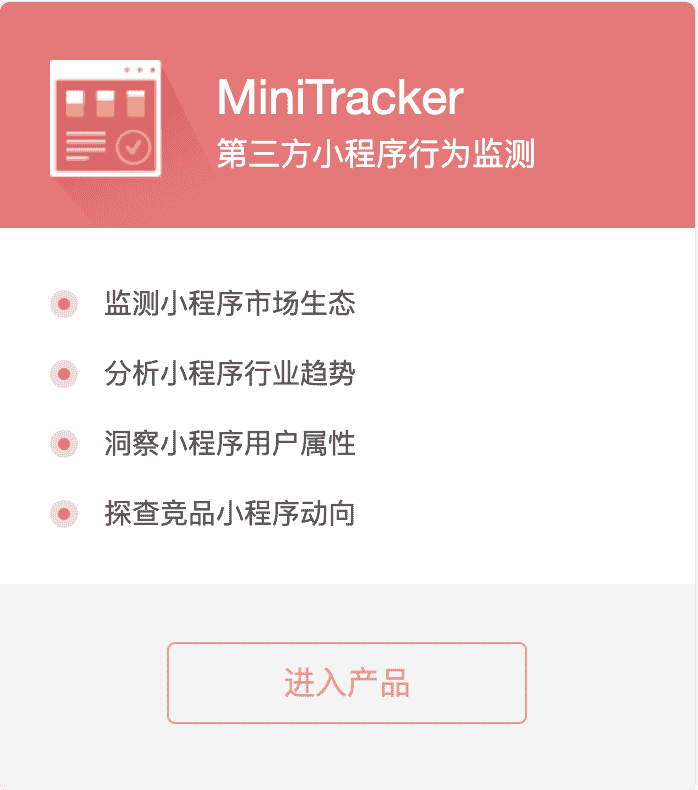 MiniTracker
第三方小程序行为监测
监测小程序市场生态
分析小程序行业趋势
洞察小程序用户属性
探查竞品小程序动向
进入产品